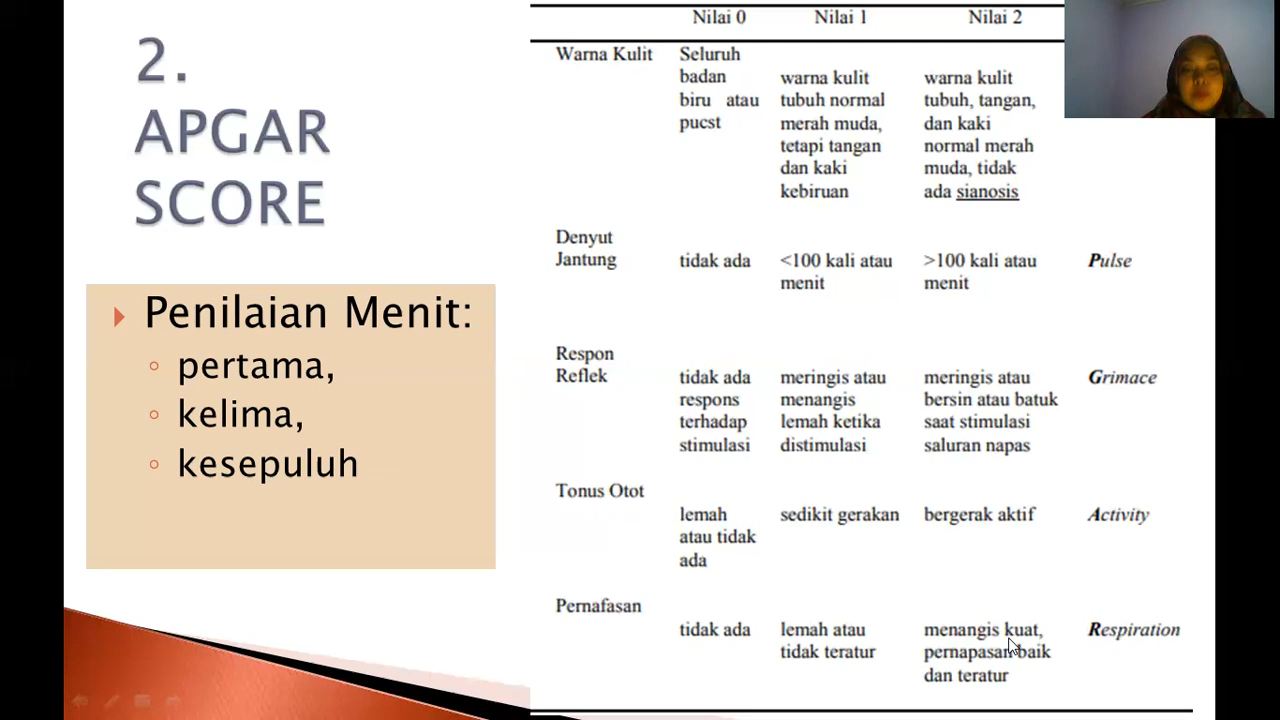 2.
APGAR
SCORE
Penilaian Menit:
pertama,
kelima,
kesepuluh
Nilai 0 Nilai 1 Nilai 2
Warna Kulit
Seluruh
badan
biru atau
pucst
warna kulit
tubuh normal
merah muda,
tetapi tangan
dan kaki
kebiruan
warna kulit
tubuh, tangan,
dan kaki
normal merah
muda, tidak
ada sianosis
Denyut
Jantung
tidak ada
<100 kali atau
menit
>100 kali atau
menit
Pulse
Respon
Reflek
tidak ada
respons
terhadap
stimulasi
meringis atau
menangis
lemah ketika
distimulasi
meringis atau
bersin atau batuk
saat stimulasi
saluran napas
Grimace
Tonus Otot
lemah
atau tidak
ada
sedikit gerakan
bergerak aktif
Activity
Pernafasan
tidak ada
lemah atau
tidak teratur
menangis kuat,
pernapasan baik
dan teratur
Respiration